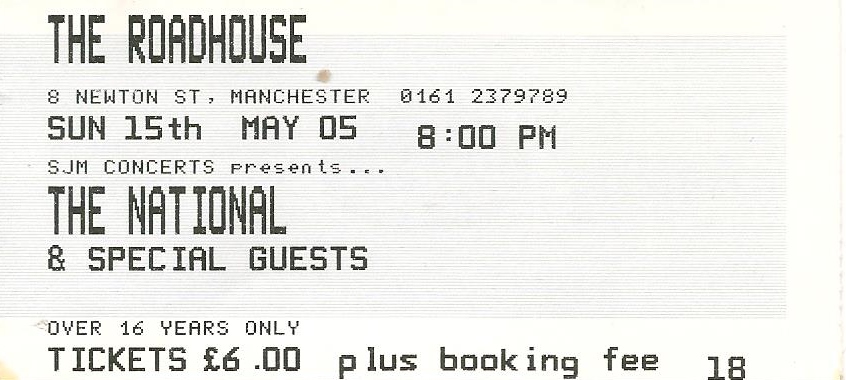 THE ROADHOUSE
8 NEWTON ST, MANCHESTER 0161 2379789
SUN 15th MAY 05 8:00 PM
SJM CONCERTS presents...
THE NATIONAL
& SPECIAL GUESTS
OVER 16 YEARS ONLY
TICKETS £6.00 plus booking fee 18